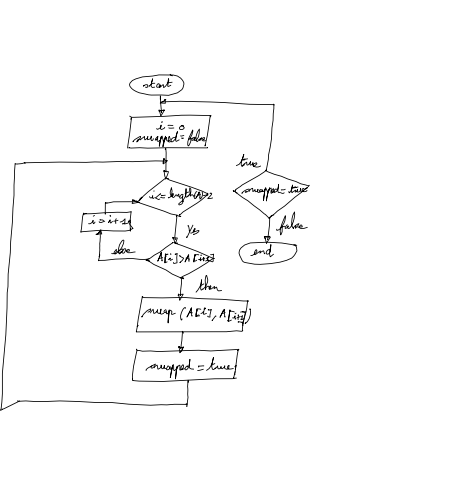 start
i = 0
swapped = false
true
i <= length(A)-2
swapped = true
i = i+1
yes
false
else
A[i]>A[i+1]
end
then
swap (A[i], A[i+1])
swapped = true